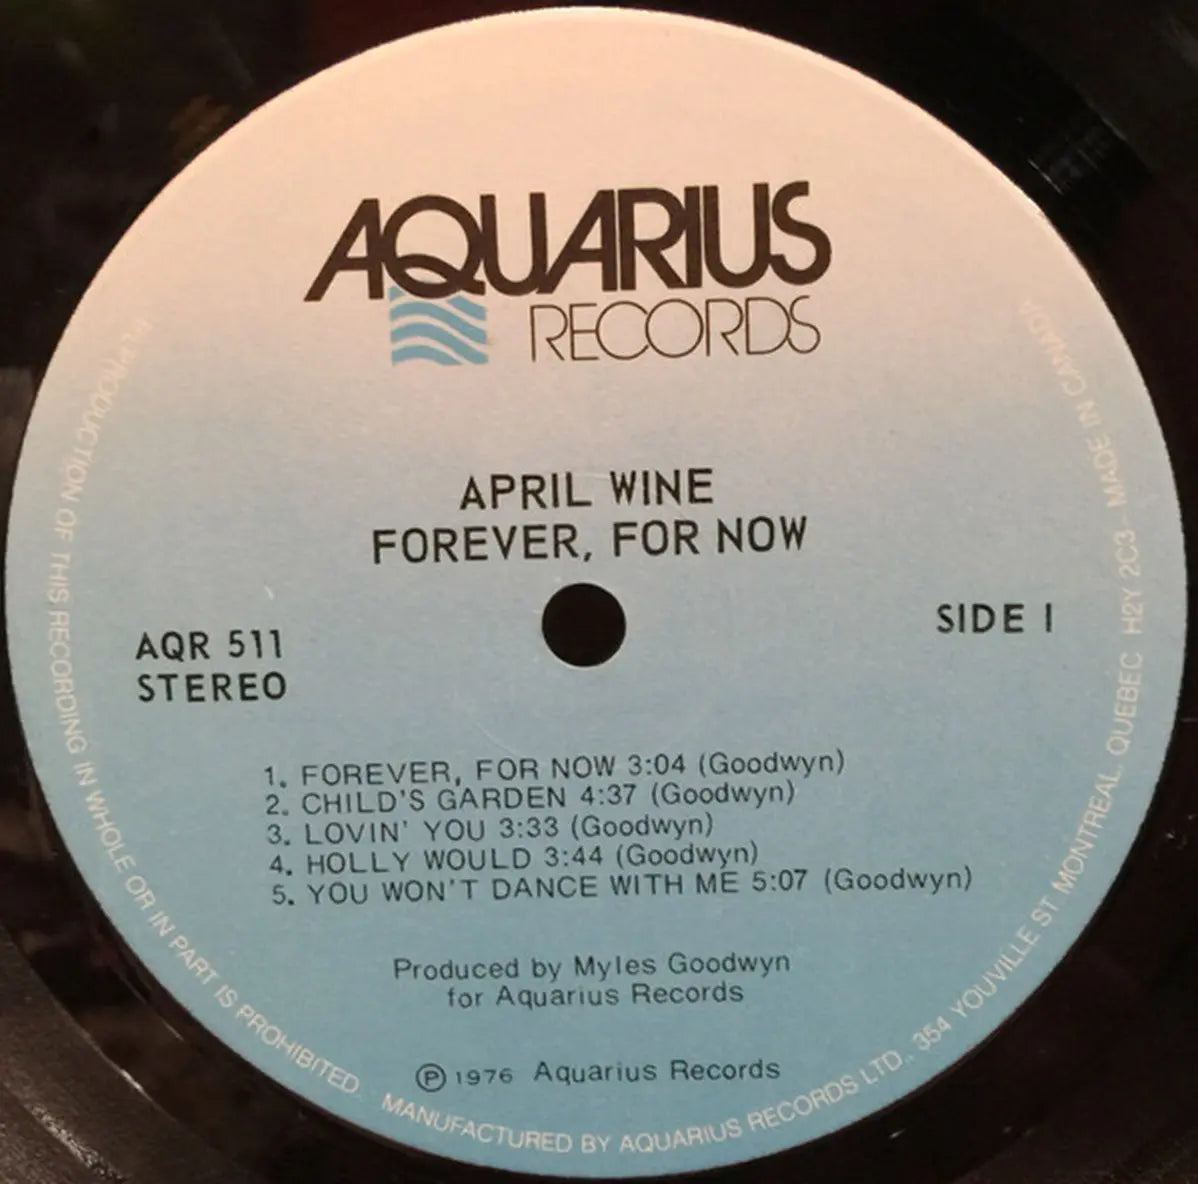 AQUARIUS
RECORDS
APRIL WINE
FOREVER, FOR NOW
AQR 511
STEREO
SIDE I
1. FOREVER, FOR NOW 3:04 (Goodwyn)
2. CHILD'S GARDEN 4:37 (Goodwyn)
3. LOVIN' YOU 3:33 (Goodwyn)
4. HOLLY WOULD 3:44 (Goodwyn)
5. YOU WON'T DANCE WITH ME 5:07 (Goodwyn)
Produced by Myles Goodwyn
for Aquarius Records
℗ 1976 Aquarius Records
REPRODUCTION OF THIS RECORDING IN WHOLE OR IN PART IS PROHIBITED. MANUFACTURED BY AQUARIUS RECORDS LTD., 354 YOUVILLE ST MONTREAL QUEBEC H2Y 2C3 MADE IN CANADA